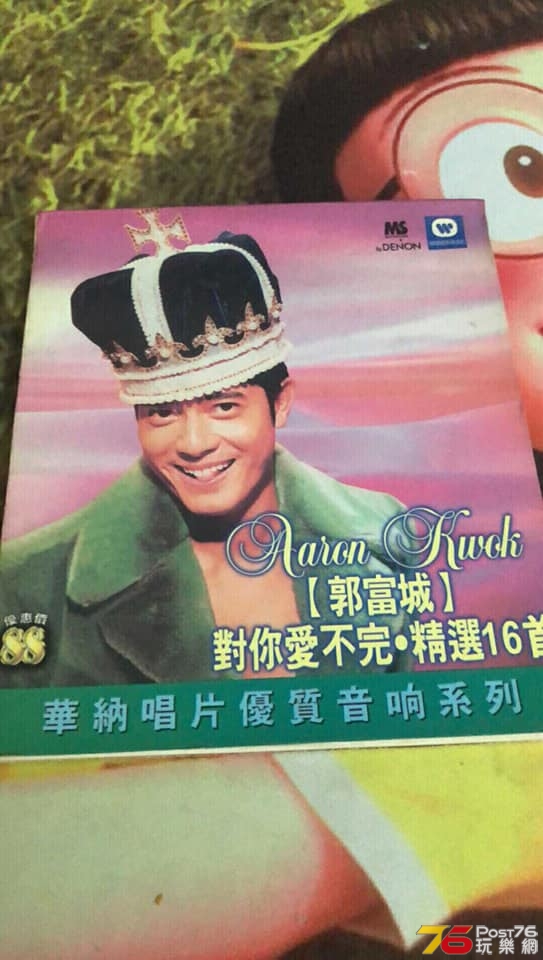 MS
by DENON
Aaron Kwok
【郭富城】
對你愛不完•精選16首
優惠價
88
華納唱片優質音响系列
76 Post76
玩樂網